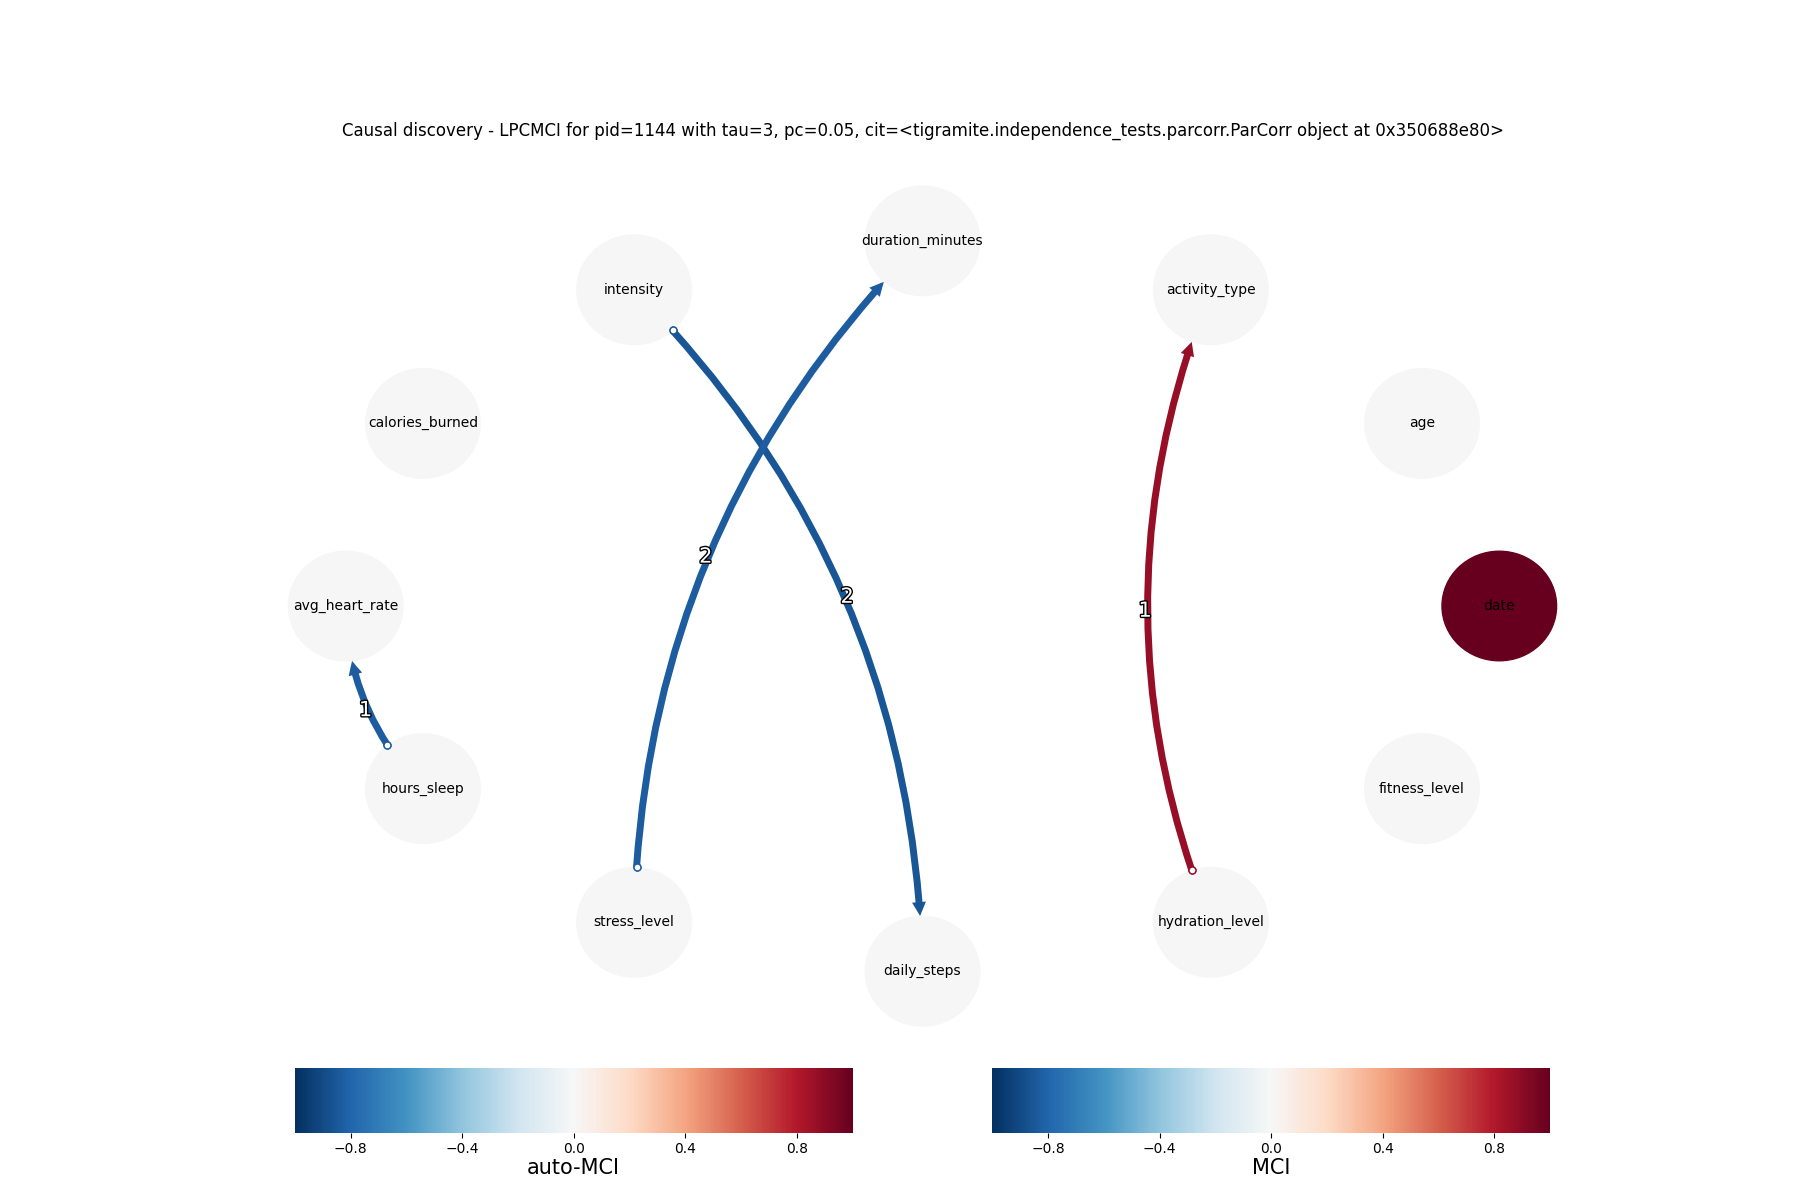 Causal discovery - LPCMCI for pid=1144 with tau=3, pc=0.05, cit=<tigramite.independence_tests.parcorr.ParCorr object at 0x350688e80>
duration_minutes
intensity
activity_type
calories_burned
age
2
2
1
avg_heart_rate
date
1
hours_sleep
fitness_level
stress_level
hydration_level
daily_steps
−0.8 −0.4 0.0 0.4 0.8
auto-MCI
−0.8 −0.4 0.0 0.4 0.8
MCI